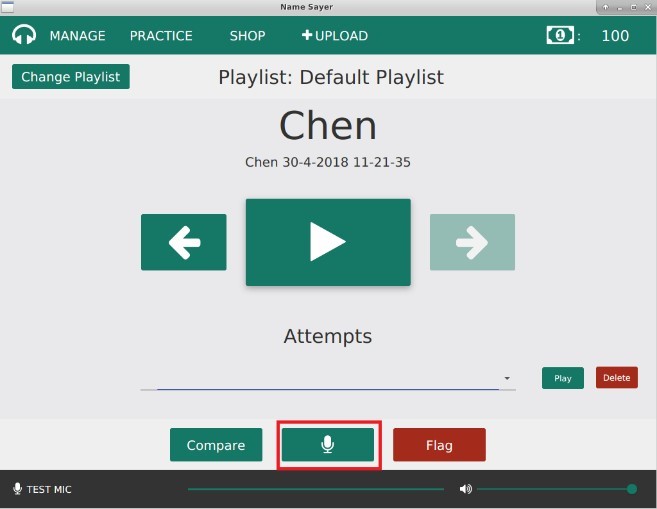 Name Sayer
MANAGE PRACTICE SHOP UPLOAD : 100
Change Playlist Playlist: Default Playlist
Chen
Chen 30-4-2018 11-21-35
Attempts
Play Delete
Compare Flag
TEST MIC